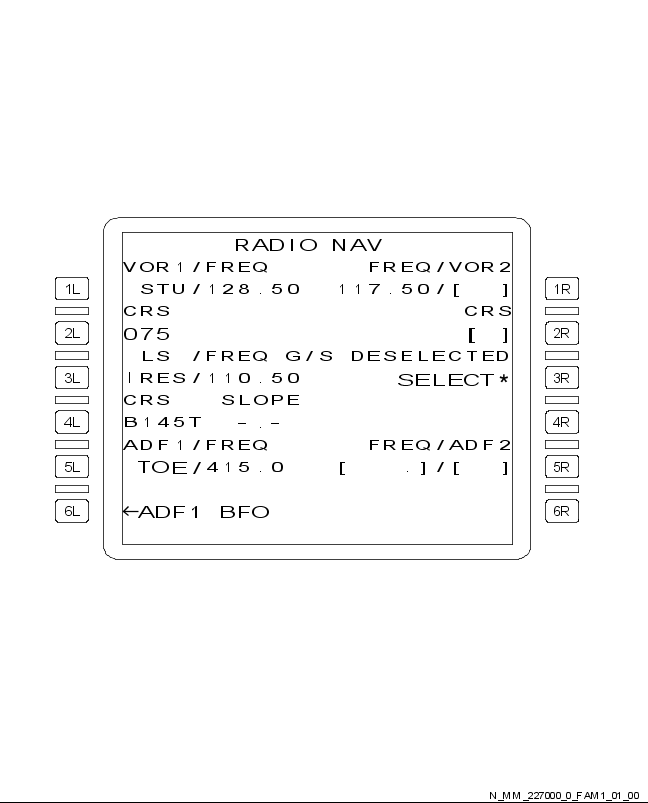 RADIO NAV
VOR1/FREQ FREQ/VOR2
1L STU/128.50 117.50/[ ] 1R
CRS CRS
2L 075 [ ] 2R
LS /FREQ G/S DESELECTED
3L IRES/110.50 SELECT* 3R
CRS SLOPE
4L B145T -.- 4R
ADF1/FREQ FREQ/ADF2
5L TOE/415.0 [ .]/[ ] 5R
6L ←ADF1 BFO 6R
N_MM_227000_0_FAM1_01_00